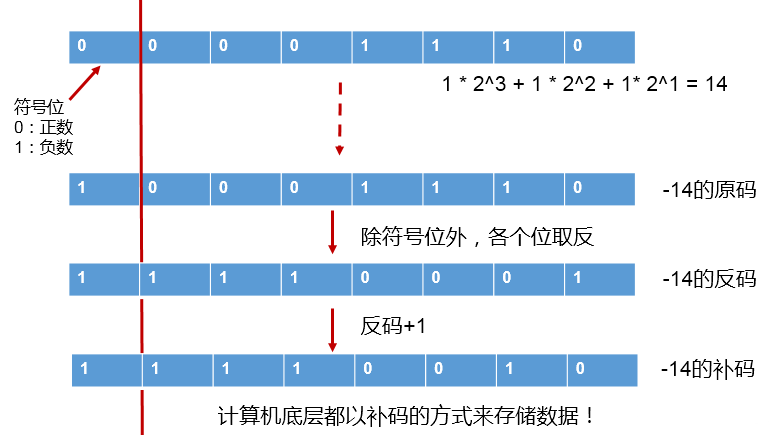 0 0 0 0 1 1 1 0
1 * 2^3 + 1 * 2^2 + 1* 2^1 = 14
符号位
0：正数
1：负数
1 0 0 0 1 1 1 0 -14的原码
除符号位外，各个位取反
1 1 1 1 0 0 0 1 -14的反码
反码+1
1 1 1 1 0 0 1 0 -14的补码
计算机底层都以补码的方式来存储数据！